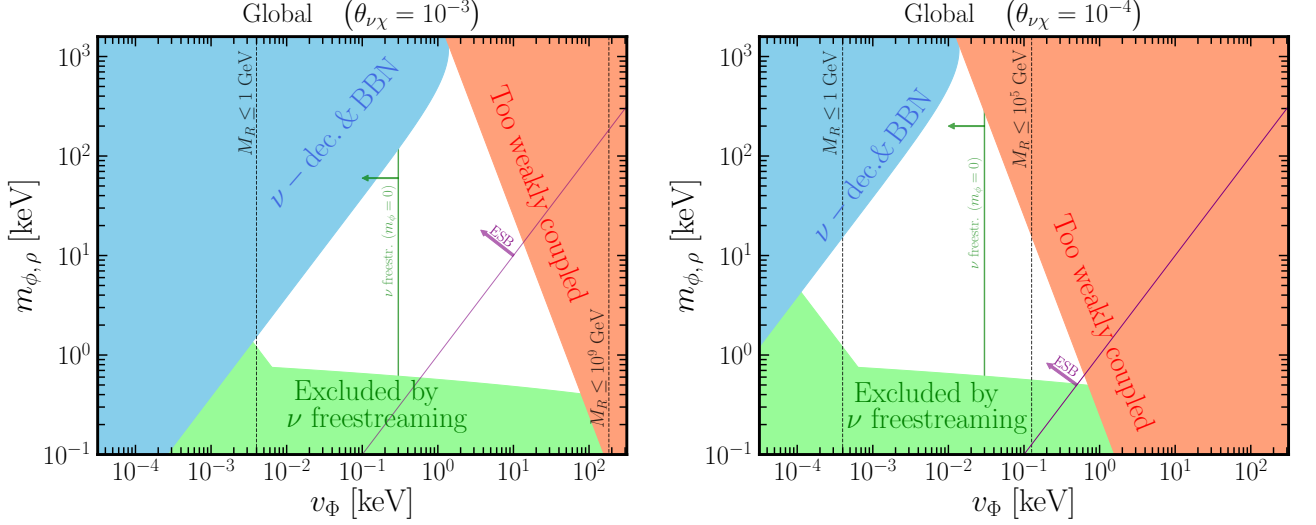 Global (θ_νχ = 10⁻³)
10³
10²
10¹
10⁰
10⁻¹
m_ϕ, ρ [keV]
M_R ≤ 1 GeV
ν − dec.& BBN
ν freestr. (m_ϕ = 0)
ESB
Too weakly coupled
M_R ≤ 10⁹ GeV
Excluded by
ν freestreaming
10⁻⁴
10⁻³
10⁻²
10⁻¹
10⁰
10¹
10²
v_Φ [keV]
Global (θ_νχ = 10⁻⁴)
10³
10²
10¹
10⁰
10⁻¹
m_ϕ, ρ [keV]
M_R ≤ 1 GeV
ν − dec.& BBN
ν freestr. (m_ϕ = 0)
M_R ≤ 10⁵ GeV
ESB
Too weakly coupled
Excluded by
ν freestreaming
10⁻⁴
10⁻³
10⁻²
10⁻¹
10⁰
10¹
10²
v_Φ [keV]